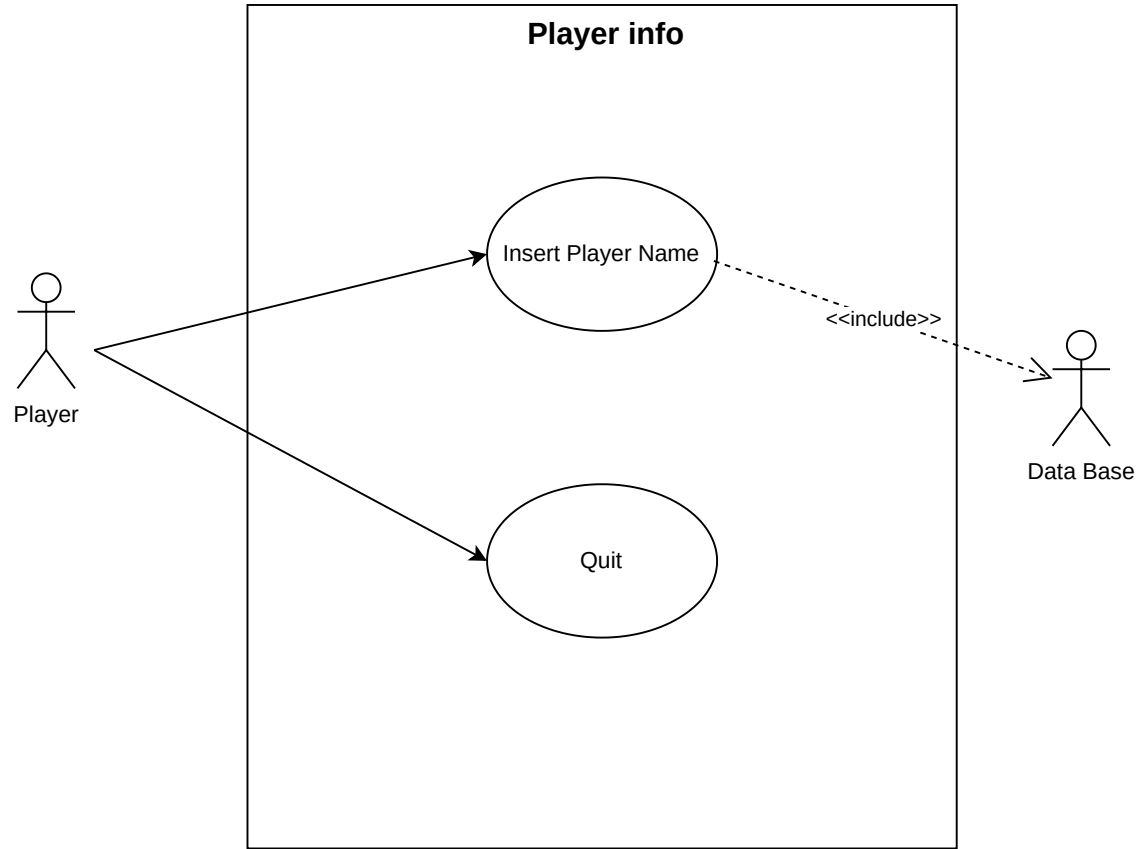 Player info
Insert Player Name
<<include>>
Player
Data Base
Quit